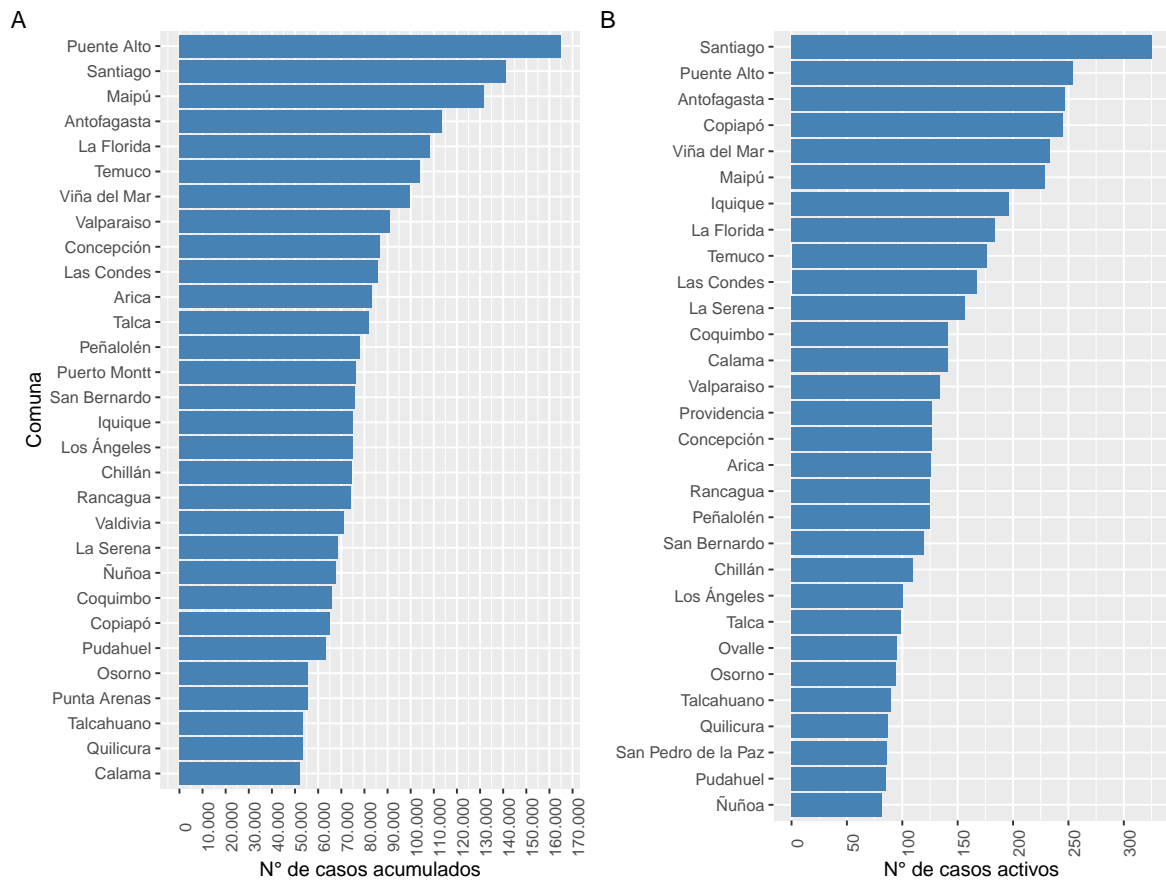 A
Puente Alto
Santiago
Maipú
Antofagasta
La Florida
Temuco
Viña del Mar
Valparaiso
Concepción
Las Condes
Arica
Talca
Peñalolén
Puerto Montt
San Bernardo
Iquique
Los Ángeles
Chillán
Rancagua
Valdivia
La Serena
Ñuñoa
Coquimbo
Copiapó
Pudahuel
Osorno
Punta Arenas
Talcahuano
Quilicura
Calama
Comuna
0
10.000
20.000
30.000
40.000
50.000
60.000
70.000
80.000
90.000
100.000
110.000
120.000
130.000
140.000
150.000
160.000
170.000
N° de casos acumulados
B
Santiago
Puente Alto
Antofagasta
Copiapó
Viña del Mar
Maipú
Iquique
La Florida
Temuco
Las Condes
La Serena
Coquimbo
Calama
Valparaiso
Providencia
Concepción
Arica
Rancagua
Peñalolén
San Bernardo
Chillán
Los Ángeles
Talca
Ovalle
Osorno
Talcahuano
Quilicura
San Pedro de la Paz
Pudahuel
Ñuñoa
0
50
100
150
200
250
300
N° de casos activos